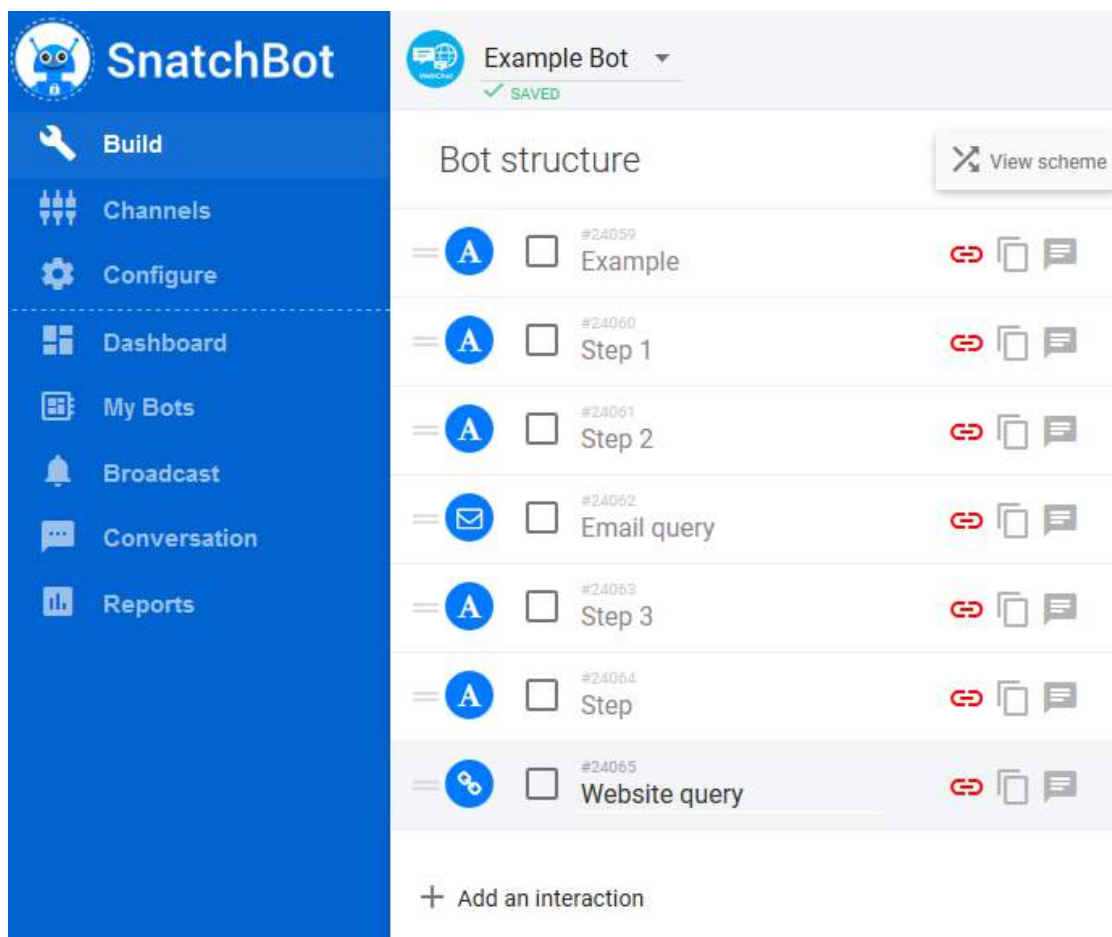 SnatchBot
Build
Channels
Configure
Dashboard
My Bots
Broadcast
Conversation
Reports
WebChat
Example Bot
SAVED
Bot structure
View scheme
#24059
Example
#24060
Step 1
#24061
Step 2
#24062
Email query
#24063
Step 3
#24064
Step
#24065
Website query
Add an interaction